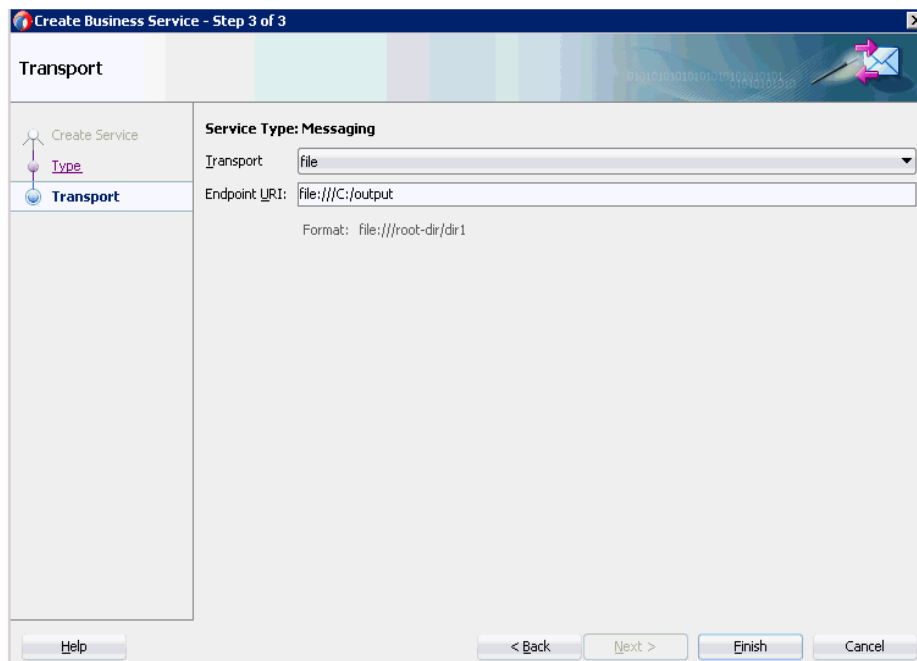 Create Business Service - Step 3 of 3
Transport
Create Service
Type
Transport
Service Type: Messaging
Transport file
Endpoint URI: file:///C:/output
Format: file:///root-dir/dir1
Help < Back Next > Finish Cancel